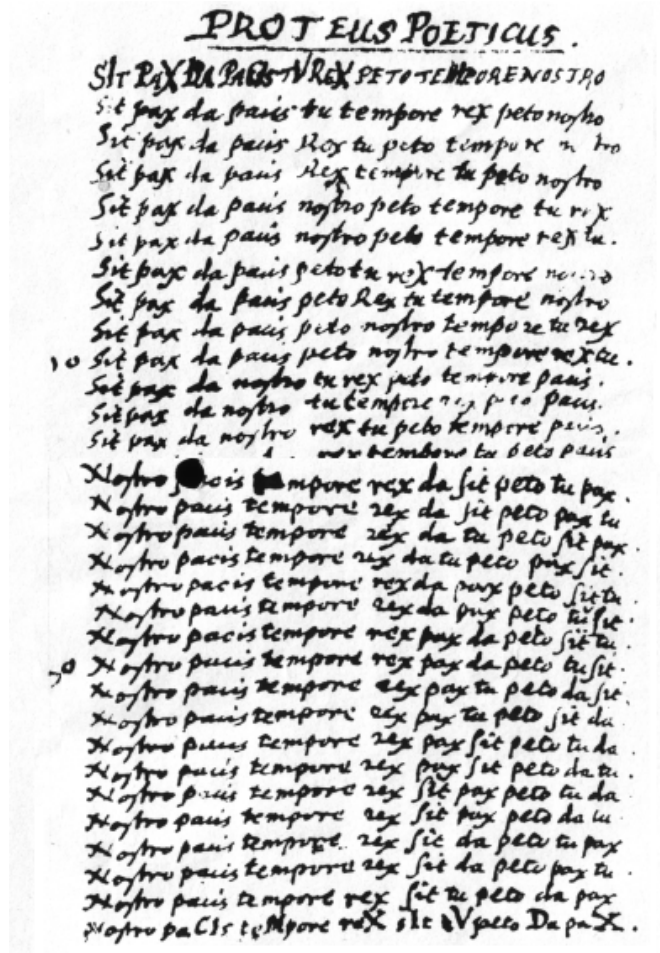 PROTEUS POETICUS.
SIt PaX Da PaCIs tV ReX PETO TEMPORE NOSTRO
Sit pax da pacis tu tempore rex peto nostro
Sit pax da pacis Rex tu peto tempore
Sit pax da pacis Rex tempore tu peto nostro
Sit pax da pacis nostro peto tempore tu rex
Sit pax da pacis nostro peto tempore rex tu.
Sit pax da pacis peto tu rex tempore
Sit pax da pacis peto Rex tu tempore nostro
Sit pax da pacis peto nostro tempore tu rex
10 Sit pax da pacis peto nostro tempore rex tu.
Sit pax da nostro tu rex peto tempore pacis.
Sit pax da nostro tu tempore rex peto pacis.
Sit pax da nostro rex tu peto tempore pacis.
rex tempore tu peto pacis
Nostro tempore rex da sit peto tu pax.
Nostro pacis tempore rex da sit peto pax tu
Nostro pacis tempore rex da tu peto sit pax.
Nostro pacis tempore rex da tu peto pax sit.
Nostro pacis tempore rex da pax peto sit tu
Nostro pacis tempore rex da pax peto tu sit.
Nostro pacis tempore rex pax da peto sit tu.
Nostro pacis tempore rex pax da peto tu sit.
Nostro pacis tempore rex pax tu peto da sit.
Nostro pacis tempore rex pax tu peto sit da.
Nostro pacis tempore rex pax sit peto tu da
Nostro pacis tempore rex pax sit peto da tu.
Nostro pacis tempore rex sit pax peto tu da
Nostro pacis tempore rex sit pax peto da tu
Nostro pacis tempore rex sit da peto tu pax
Nostro pacis tempore rex sit da peto pax tu.
Nostro pacis tempore rex sit tu peto da pax
Nostro paCIs teMpore reX sIt tV peto Da paX.